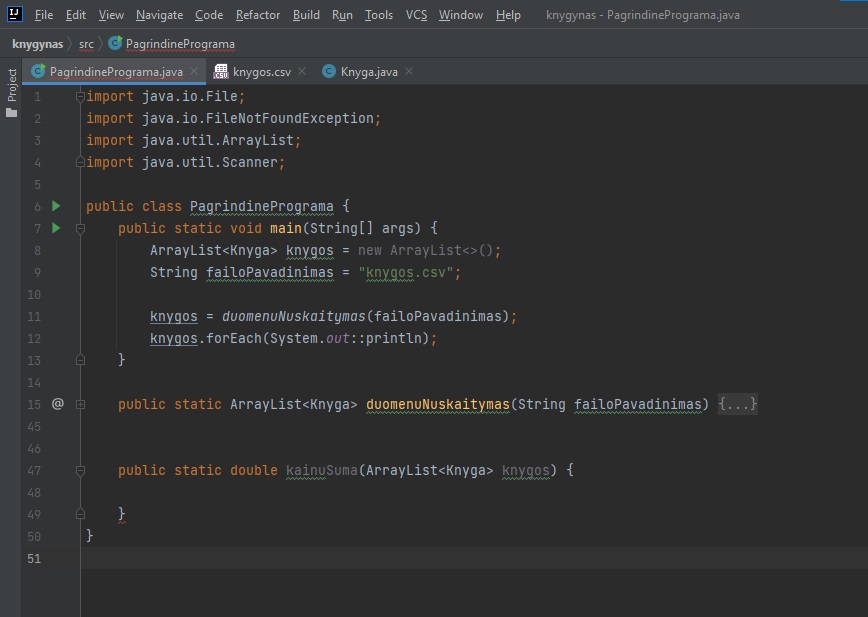 File Edit View Navigate Code Refactor Build Run Tools VCS Window Help knygynas - PagrindinePrograma.java
knygynas src PagrindinePrograma
PagrindinePrograma.java knygos.csv Knyga.java
Project
1 import java.io.File;
2 import java.io.FileNotFoundException;
3 import java.util.ArrayList;
4 import java.util.Scanner;
5
6 public class PagrindinePrograma {
7 public static void main(String[] args) {
8 ArrayList<Knyga> knygos = new ArrayList<>();
9 String failoPavadinimas = "knygos.csv";
10
11 knygos = duomenuNuskaitymas(failoPavadinimas);
12 knygos.forEach(System.out::println);
13 }
14
15 @ public static ArrayList<Knyga> duomenuNuskaitymas(String failoPavadinimas) {...}
45
46
47 public static double kainuSuma(ArrayList<Knyga> knygos) {
48
49 }
50 }
51